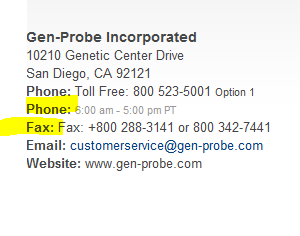 Gen-Probe Incorporated
10210 Genetic Center Drive
San Diego, CA 92121
Phone: Toll Free: 800 523-5001 Option 1
Phone: 6:00 am - 5:00 pm PT
Fax: Fax: +800 288-3141 or 800 342-7441
Email: customerservice@gen-probe.com
Website: www.gen-probe.com